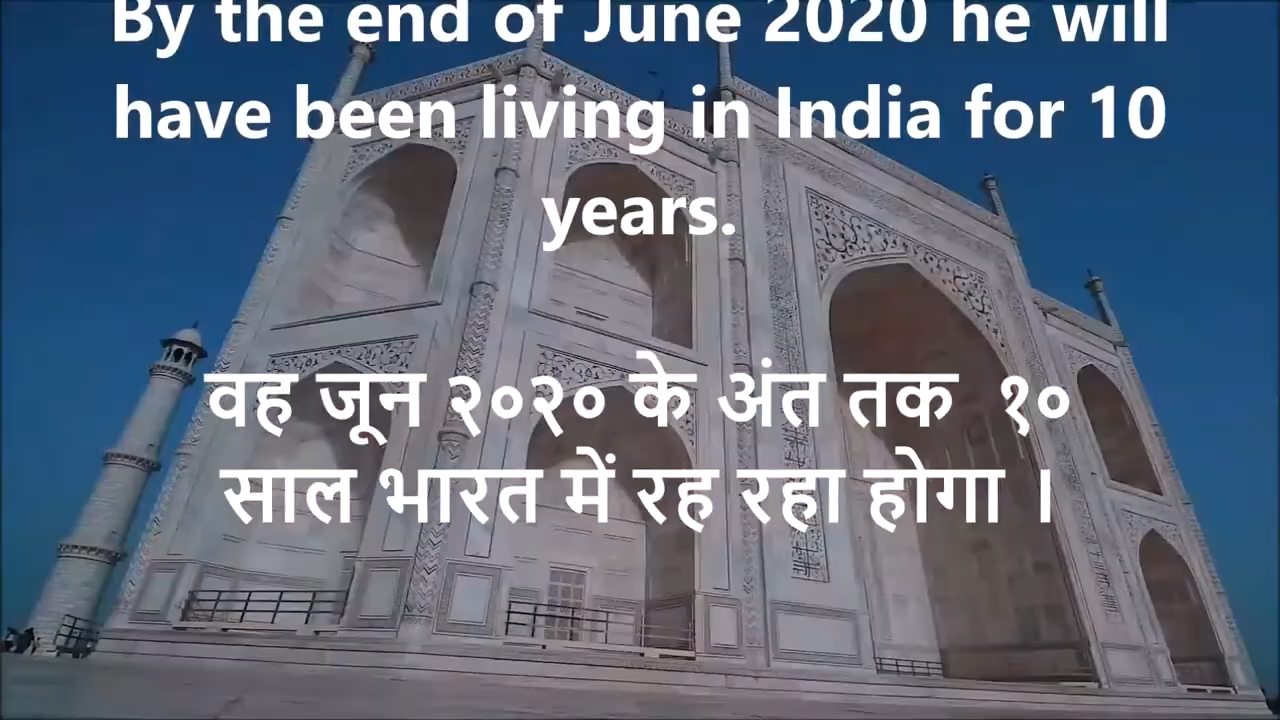 By the end of June 2020 he will
have been living in India for 10
years.
वह जून २०२० के अंत तक १०
साल भारत में रह रहा होगा ।